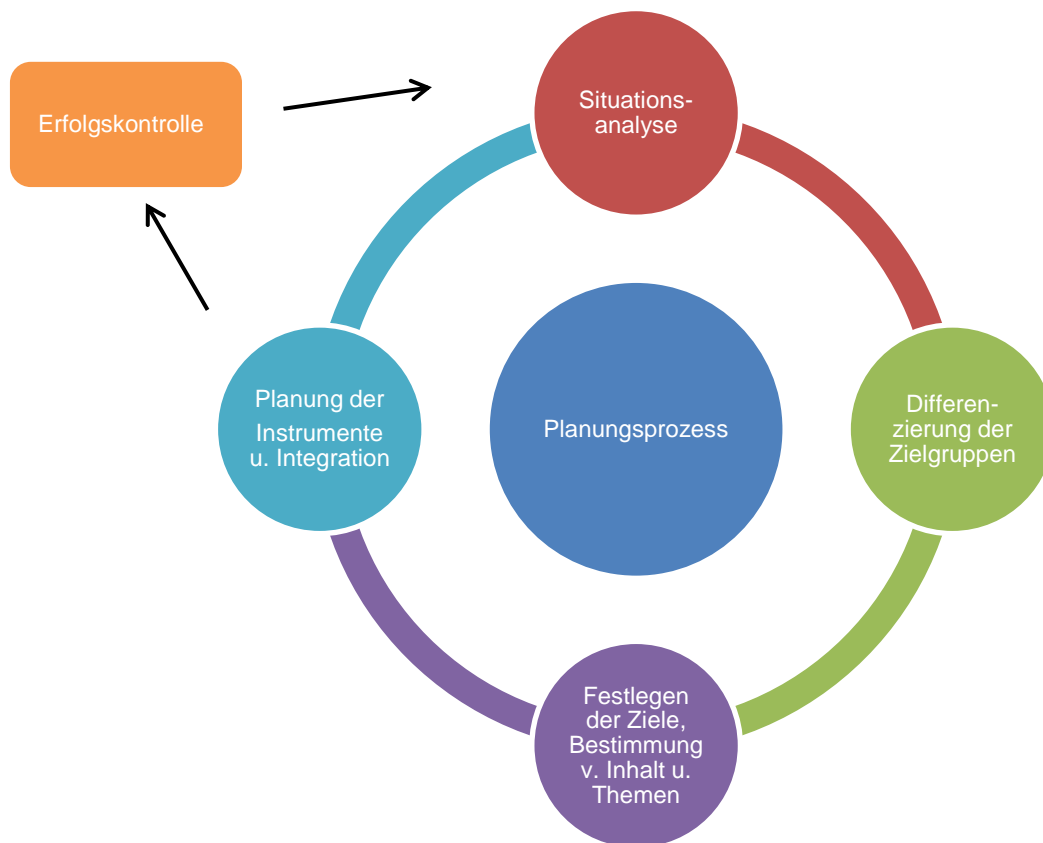 Situations-
analyse
Erfolgskontrolle
Planung der
Instrumente
u. Integration
Planungsprozess
Differen-
zierung der
Zielgruppen
Festlegen
der Ziele,
Bestimmung
v. Inhalt u.
Themen